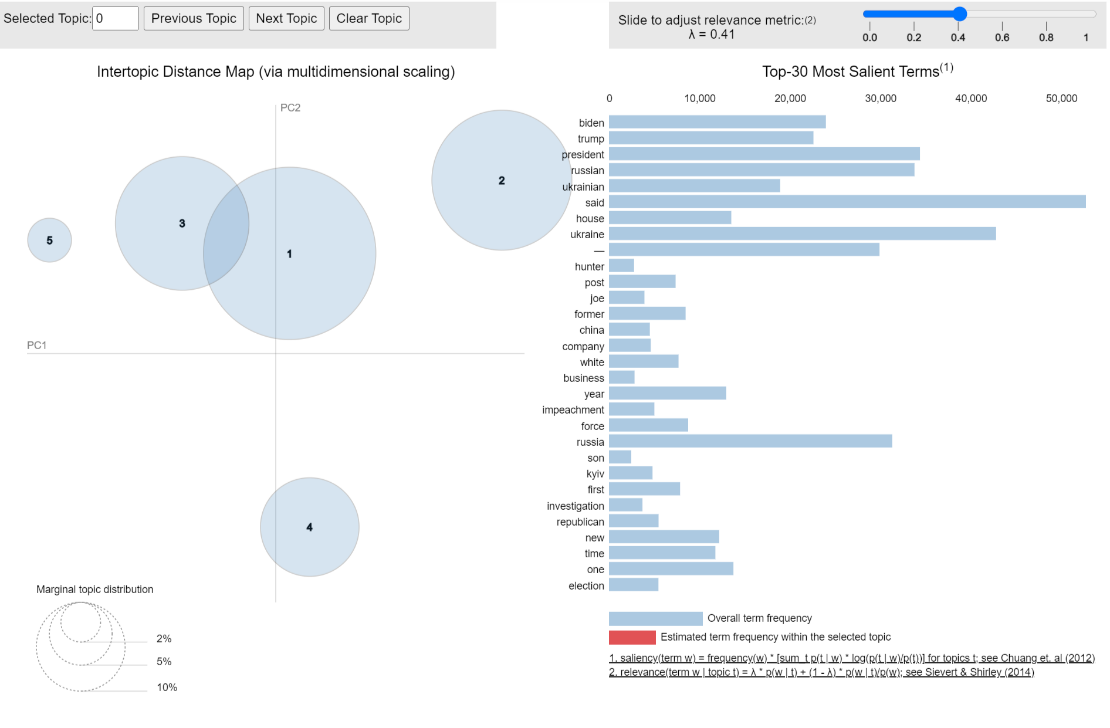 Selected Topic: 0 Previous Topic Next Topic Clear Topic
Slide to adjust relevance metric:(2)
λ = 0.41
0.0 0.2 0.4 0.6 0.8 1
Intertopic Distance Map (via multidimensional scaling)
PC2
PC1
2
3
1
5
4
Marginal topic distribution
2%
5%
10%
Top-30 Most Salient Terms(1)
0 10,000 20,000 30,000 40,000 50,000
biden
trump
president
russian
ukrainian
said
house
ukraine
—
hunter
post
joe
former
china
company
white
business
year
impeachment
force
russia
son
kyiv
first
investigation
republican
new
time
one
election
Overall term frequency
Estimated term frequency within the selected topic
1. saliency(term w) = frequency(w) * [sum_t p(t | w) * log(p(t | w)/p(t))] for topics t; see Chuang et. al (2012)
2. relevance(term w | topic t) = λ * p(w | t) + (1 - λ) * p(w | t)/p(w); see Sievert & Shirley (2014)